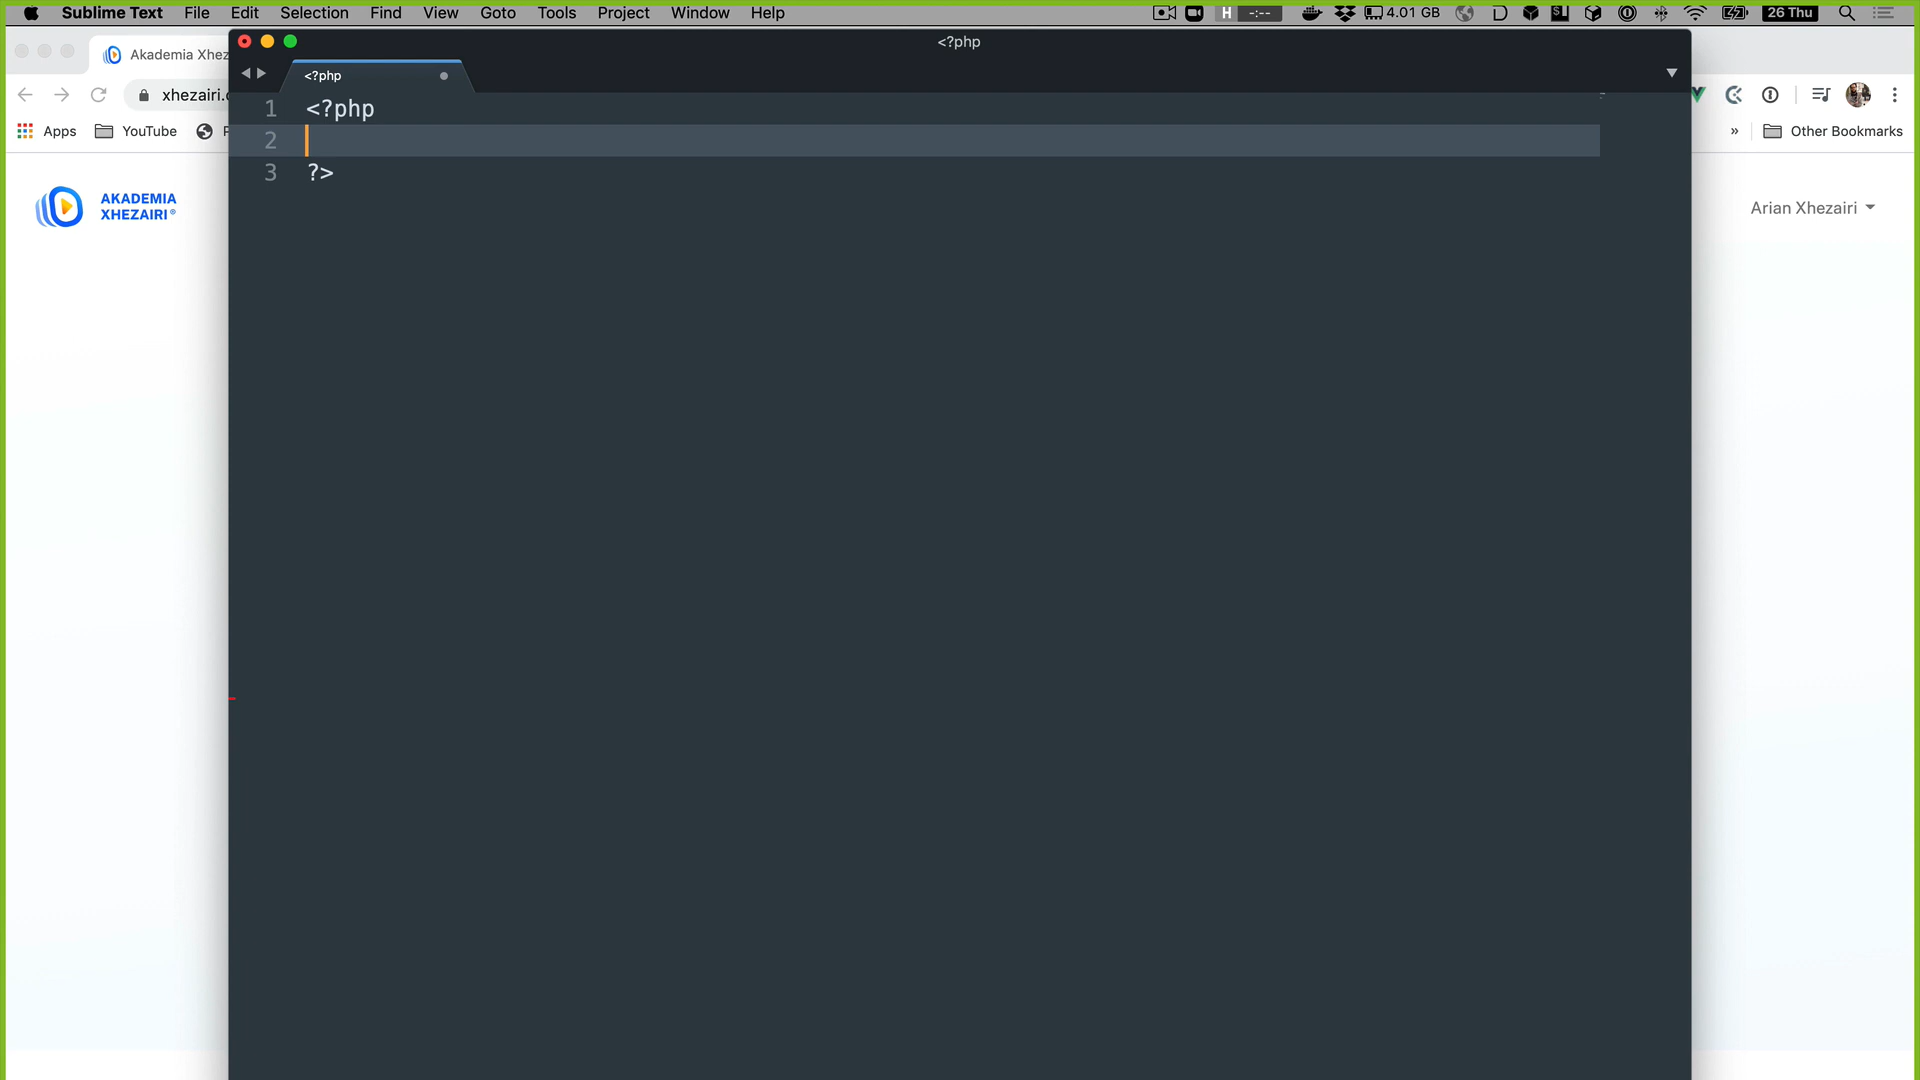 Sublime Text File Edit Selection Find View Goto Tools Project Window Help H -:-- 4.01 GB 26 Thu
<?php
Akademia Xhez
<?php
xhezairi.
Apps YouTube Other Bookmarks
1 <?php
2
3 ?>
AKADEMIA
XHEZAIRI
Arian Xhezairi